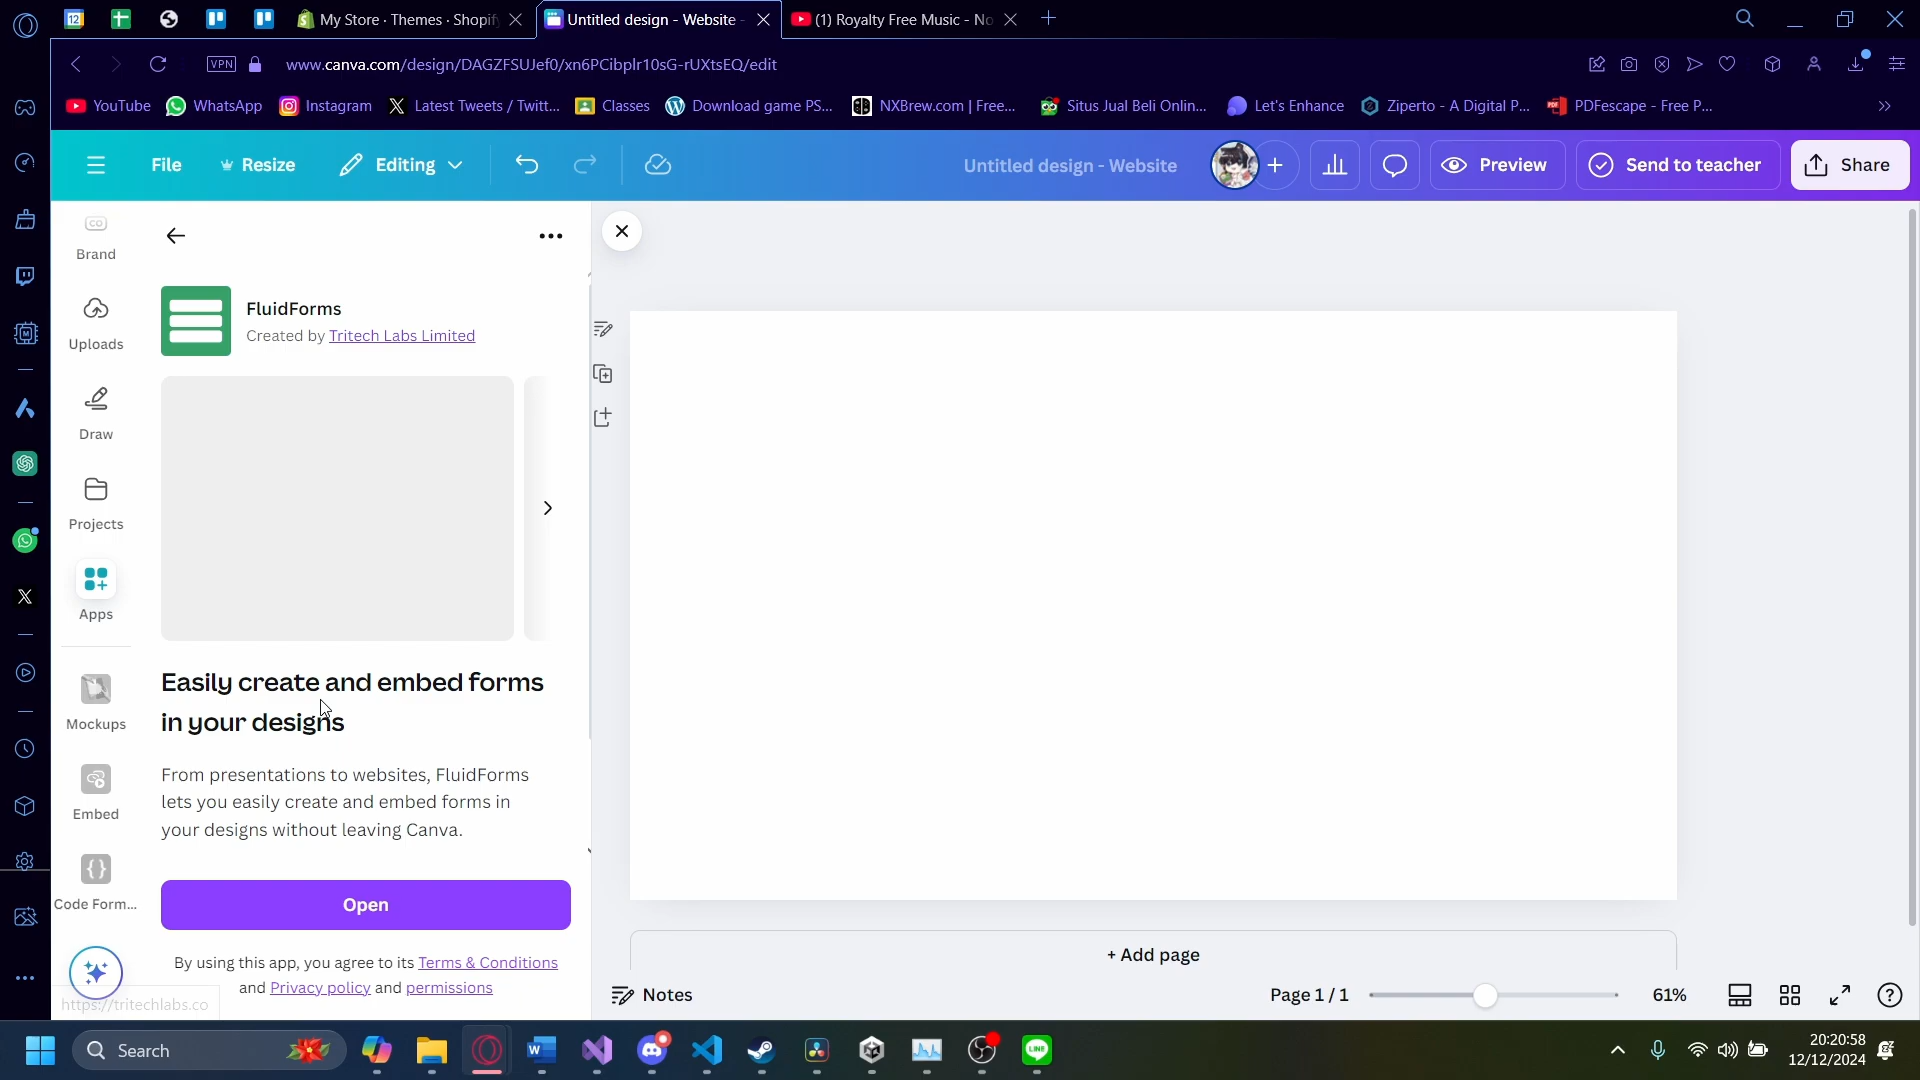 My Store · Themes · Shopif
Untitled design - Website -
(1) Royalty Free Music - No
VPN
www.canva.com/design/DAGZFSUJef0/xn6PCibplr10sG-rUXtsEQ/edit
YouTube
WhatsApp
Instagram
Latest Tweets / Twitt...
Classes
Download game PS...
NXBrew.com | Free...
Situs Jual Beli Onlin...
Let's Enhance
Ziperto - A Digital P...
PDFescape - Free P...
File
Resize
Editing
Untitled design - Website
Preview
Send to teacher
Share
Brand
Uploads
Draw
Projects
Apps
Mockups
Embed
Code Form...
FluidForms
Created by Tritech Labs Limited
Easily create and embed forms
in your designs
From presentations to websites, FluidForms
lets you easily create and embed forms in
your designs without leaving Canva.
Open
By using this app, you agree to its Terms & Conditions
and Privacy policy and permissions
https://tritechlabs.co
+ Add page
Notes
Page 1 / 1
61%
Search
20:20:58
12/12/2024